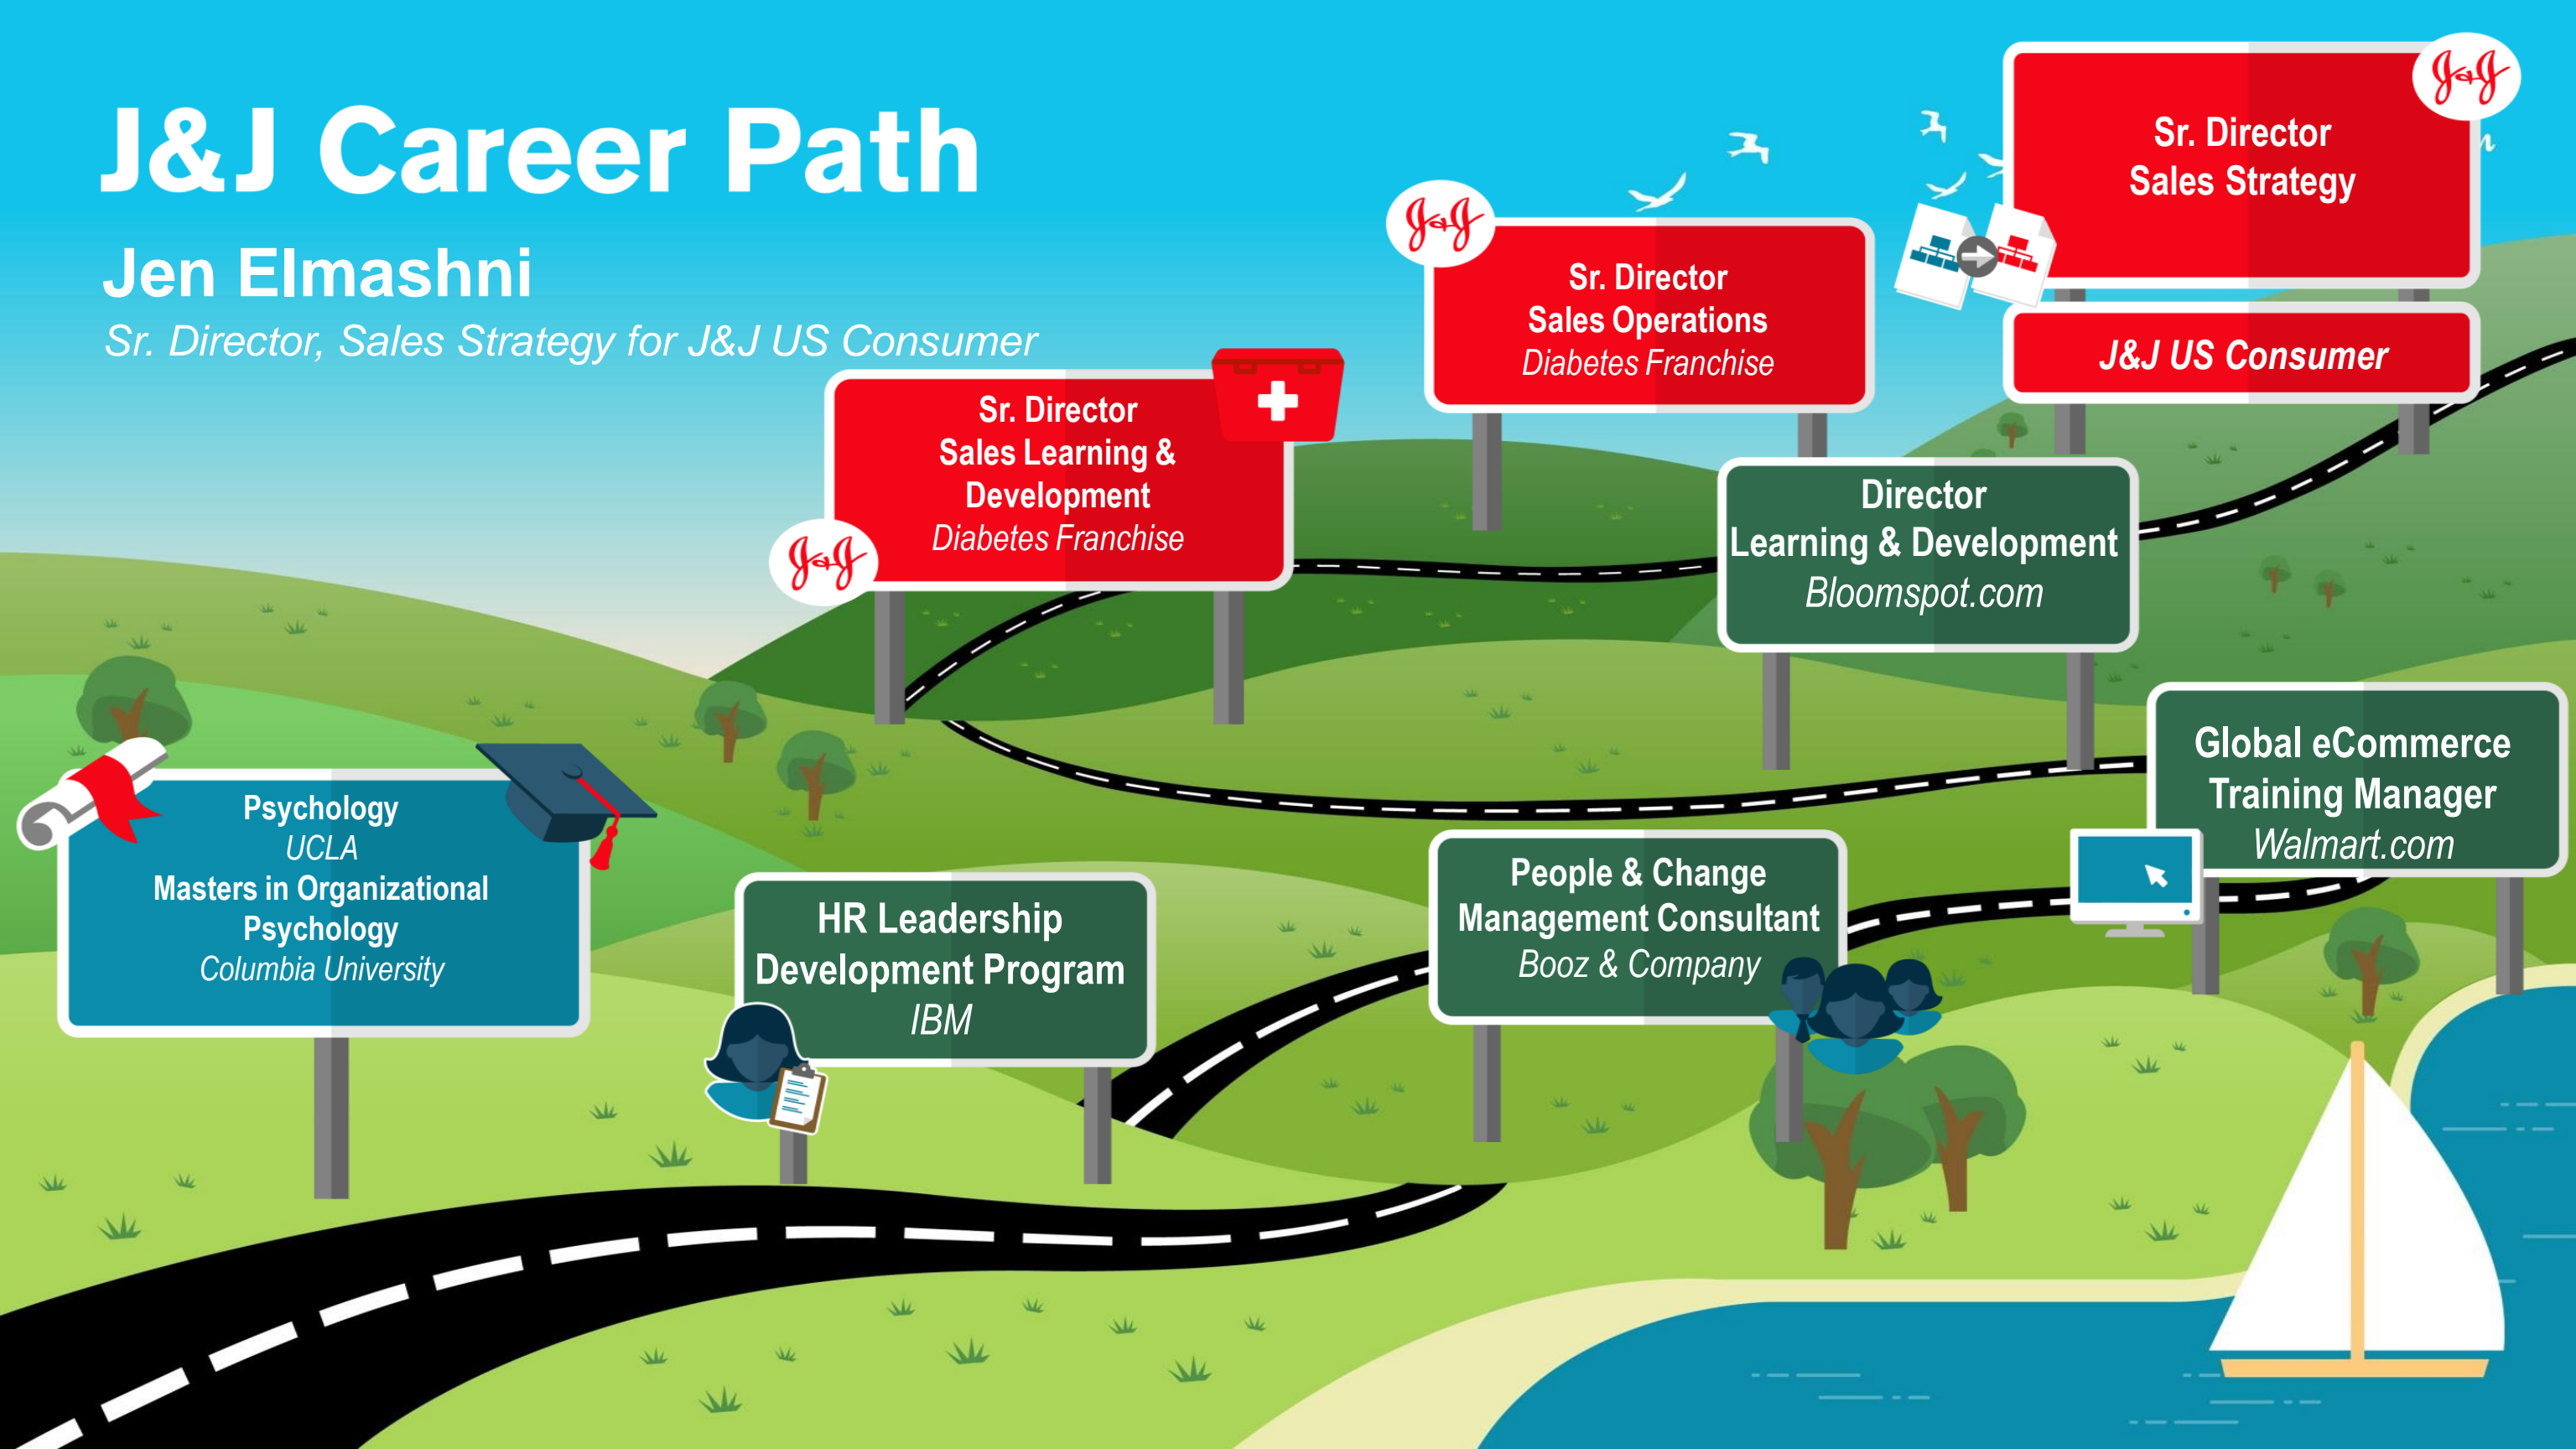 J&J Career Path
Jen Elmashni
Sr. Director, Sales Strategy for J&J US Consumer
J&J
Sr. Director
Sales Strategy
J&J US Consumer
J&J
Sr. Director
Sales Operations
Diabetes Franchise
Sr. Director
Sales Learning &
Development
Diabetes Franchise
J&J
Director
Learning & Development
Bloomspot.com
Global eCommerce
Training Manager
Walmart.com
People & Change
Management Consultant
Booz & Company
HR Leadership
Development Program
IBM
Psychology
UCLA
Masters in Organizational
Psychology
Columbia University